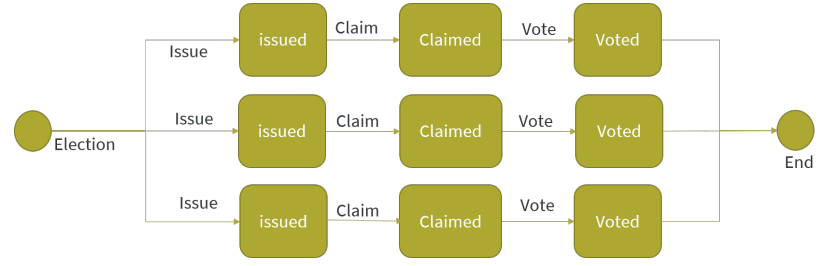 issued
Claim
Claimed
Vote
Voted
Issue
Election
Issue
issued
Claim
Claimed
Vote
Voted
End
Issue
issued
Claim
Claimed
Vote
Voted